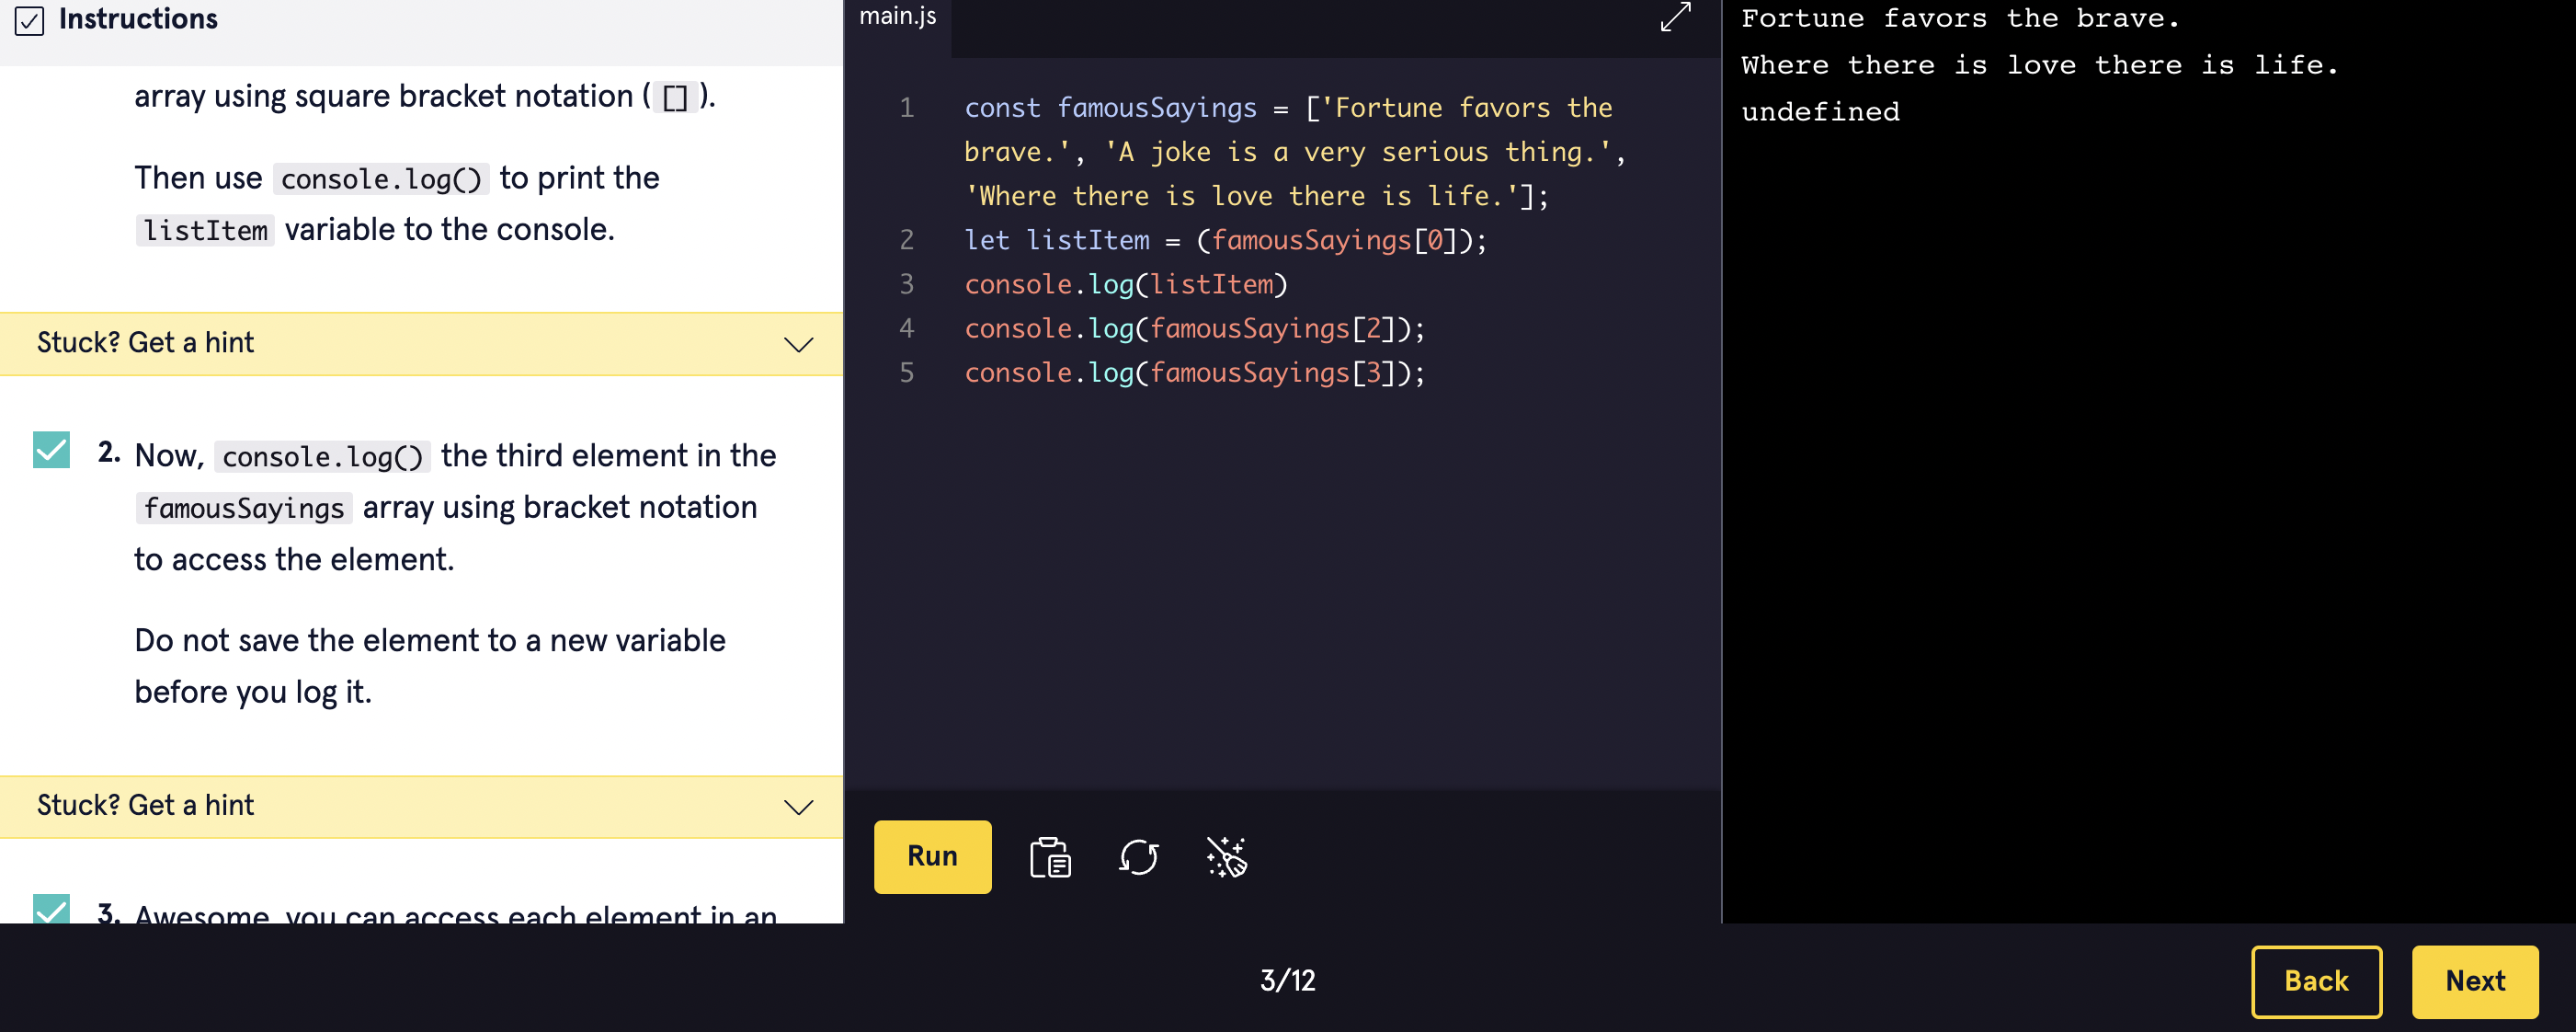 Instructions
array using square bracket notation ( [] ).
Then use console.log() to print the
listItem variable to the console.
Stuck? Get a hint
2. Now, console.log() the third element in the
famousSayings array using bracket notation
to access the element.
Do not save the element to a new variable
before you log it.
Stuck? Get a hint
3. Awesome, you can access each element in an
main.js
1 const famousSayings = ['Fortune favors the
brave.', 'A joke is a very serious thing.',
'Where there is love there is life.'];
2 let listItem = (famousSayings[0]);
3 console.log(listItem)
4 console.log(famousSayings[2]);
5 console.log(famousSayings[3]);
Run
Fortune favors the brave.
Where there is love there is life.
undefined
3/12
Back
Next